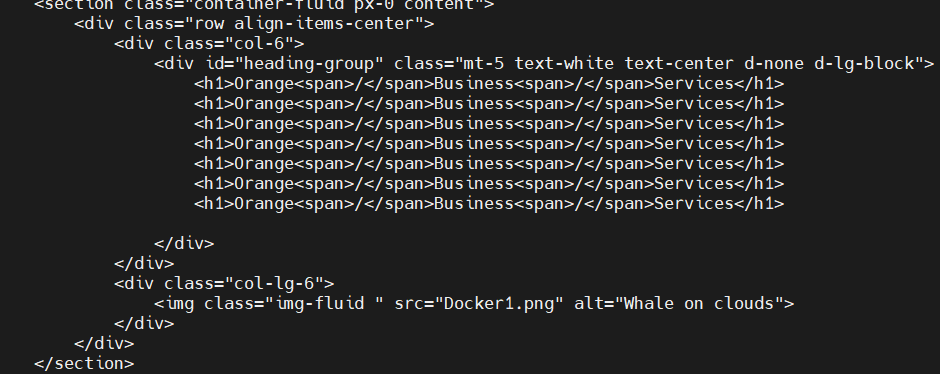 <section class="container-fluid px-0 content">
<div class="row align-items-center">
<div class="col-6">
<div id="heading-group" class="mt-5 text-white text-center d-none d-lg-block">
<h1>Orange<span>/</span>Business<span>/</span>Services</h1>
<h1>Orange<span>/</span>Business<span>/</span>Services</h1>
<h1>Orange<span>/</span>Business<span>/</span>Services</h1>
<h1>Orange<span>/</span>Business<span>/</span>Services</h1>
<h1>Orange<span>/</span>Business<span>/</span>Services</h1>
<h1>Orange<span>/</span>Business<span>/</span>Services</h1>
<h1>Orange<span>/</span>Business<span>/</span>Services</h1>
</div>
</div>
<div class="col-lg-6">
<img class="img-fluid " src="Docker1.png" alt="Whale on clouds">
</div>
</div>
</section>